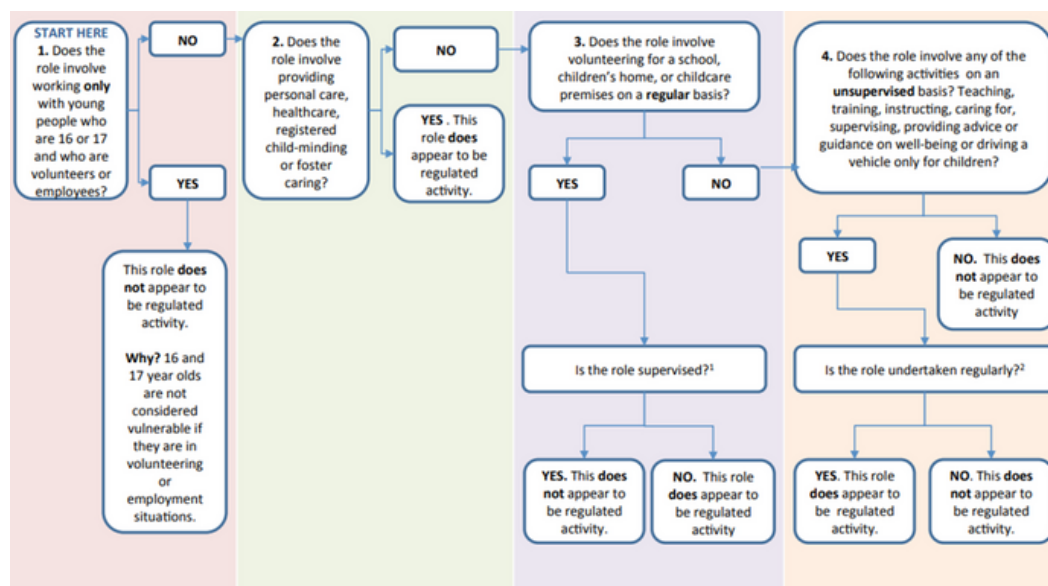 START HERE
1. Does the
role involve
working only
with young
people who
are 16 or 17
and who are
volunteers or
employees?
NO
YES
This role does
not appear to
be regulated
activity.
Why? 16 and
17 year olds
are not
considered
vulnerable if
they are in
volunteering
or
employment
situations.
2. Does the
role involve
providing
personal care,
healthcare,
registered
child-minding
or foster
caring?
NO
YES . This
role does
appear to be
regulated
activity.
3. Does the role involve
volunteering for a school,
children's home, or childcare
premises on a regular basis?
YES
NO
Is the role supervised?¹
YES. This does
not appear to
be regulated
activity.
NO. This role
does appear to
be regulated
activity
4. Does the role involve any of the
following activities on an
unsupervised basis? Teaching,
training, instructing, caring for,
supervising, providing advice or
guidance on well-being or driving a
vehicle only for children?
YES
NO. This does
not appear to
be regulated
activity
Is the role undertaken regularly?²
YES. This role
does appear to
be regulated
activity.
NO. This does
not appear to
be regulated
activity.